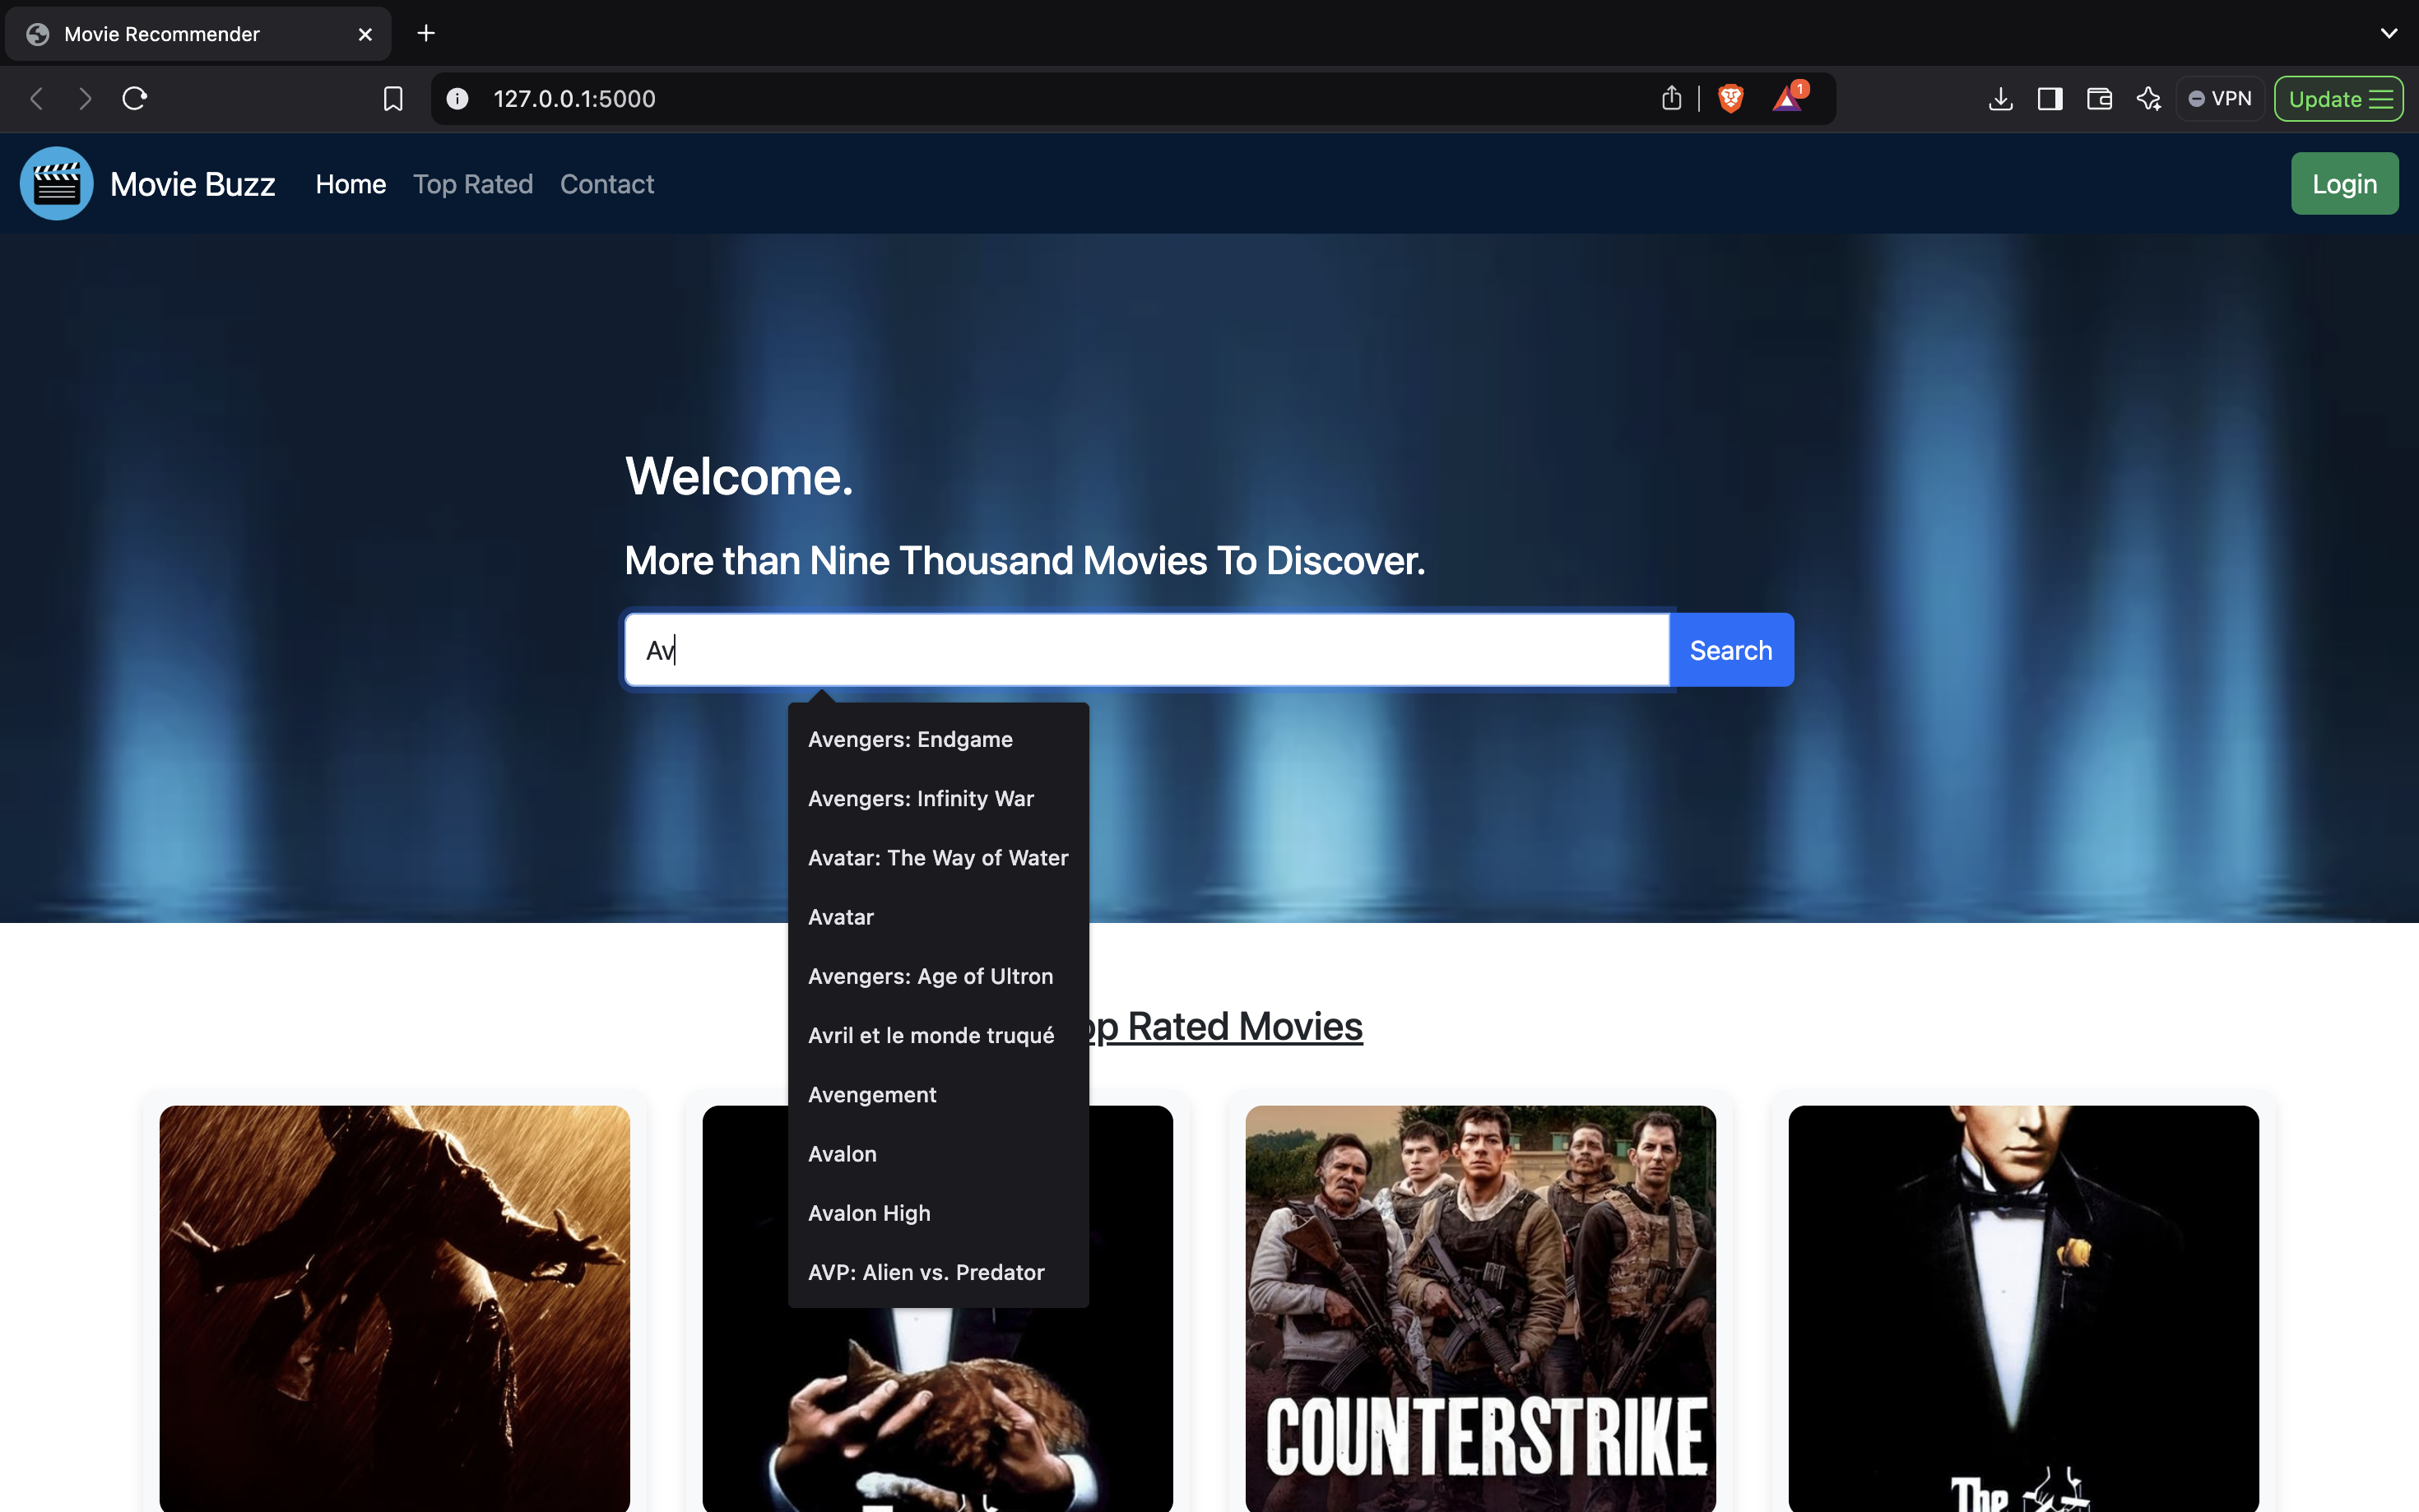 Movie Recommender
127.0.0.1:5000
1
VPN
Update
Movie Buzz
Home
Top Rated
Contact
Login
Welcome.
More than Nine Thousand Movies To Discover.
Av
Search
Avengers: Endgame
Avengers: Infinity War
Avatar: The Way of Water
Avatar
Avengers: Age of Ultron
Avril et le monde truqué
Avengement
Avalon
Avalon High
AVP: Alien vs. Predator
op Rated Movies
COUNTERSTRIKE
The